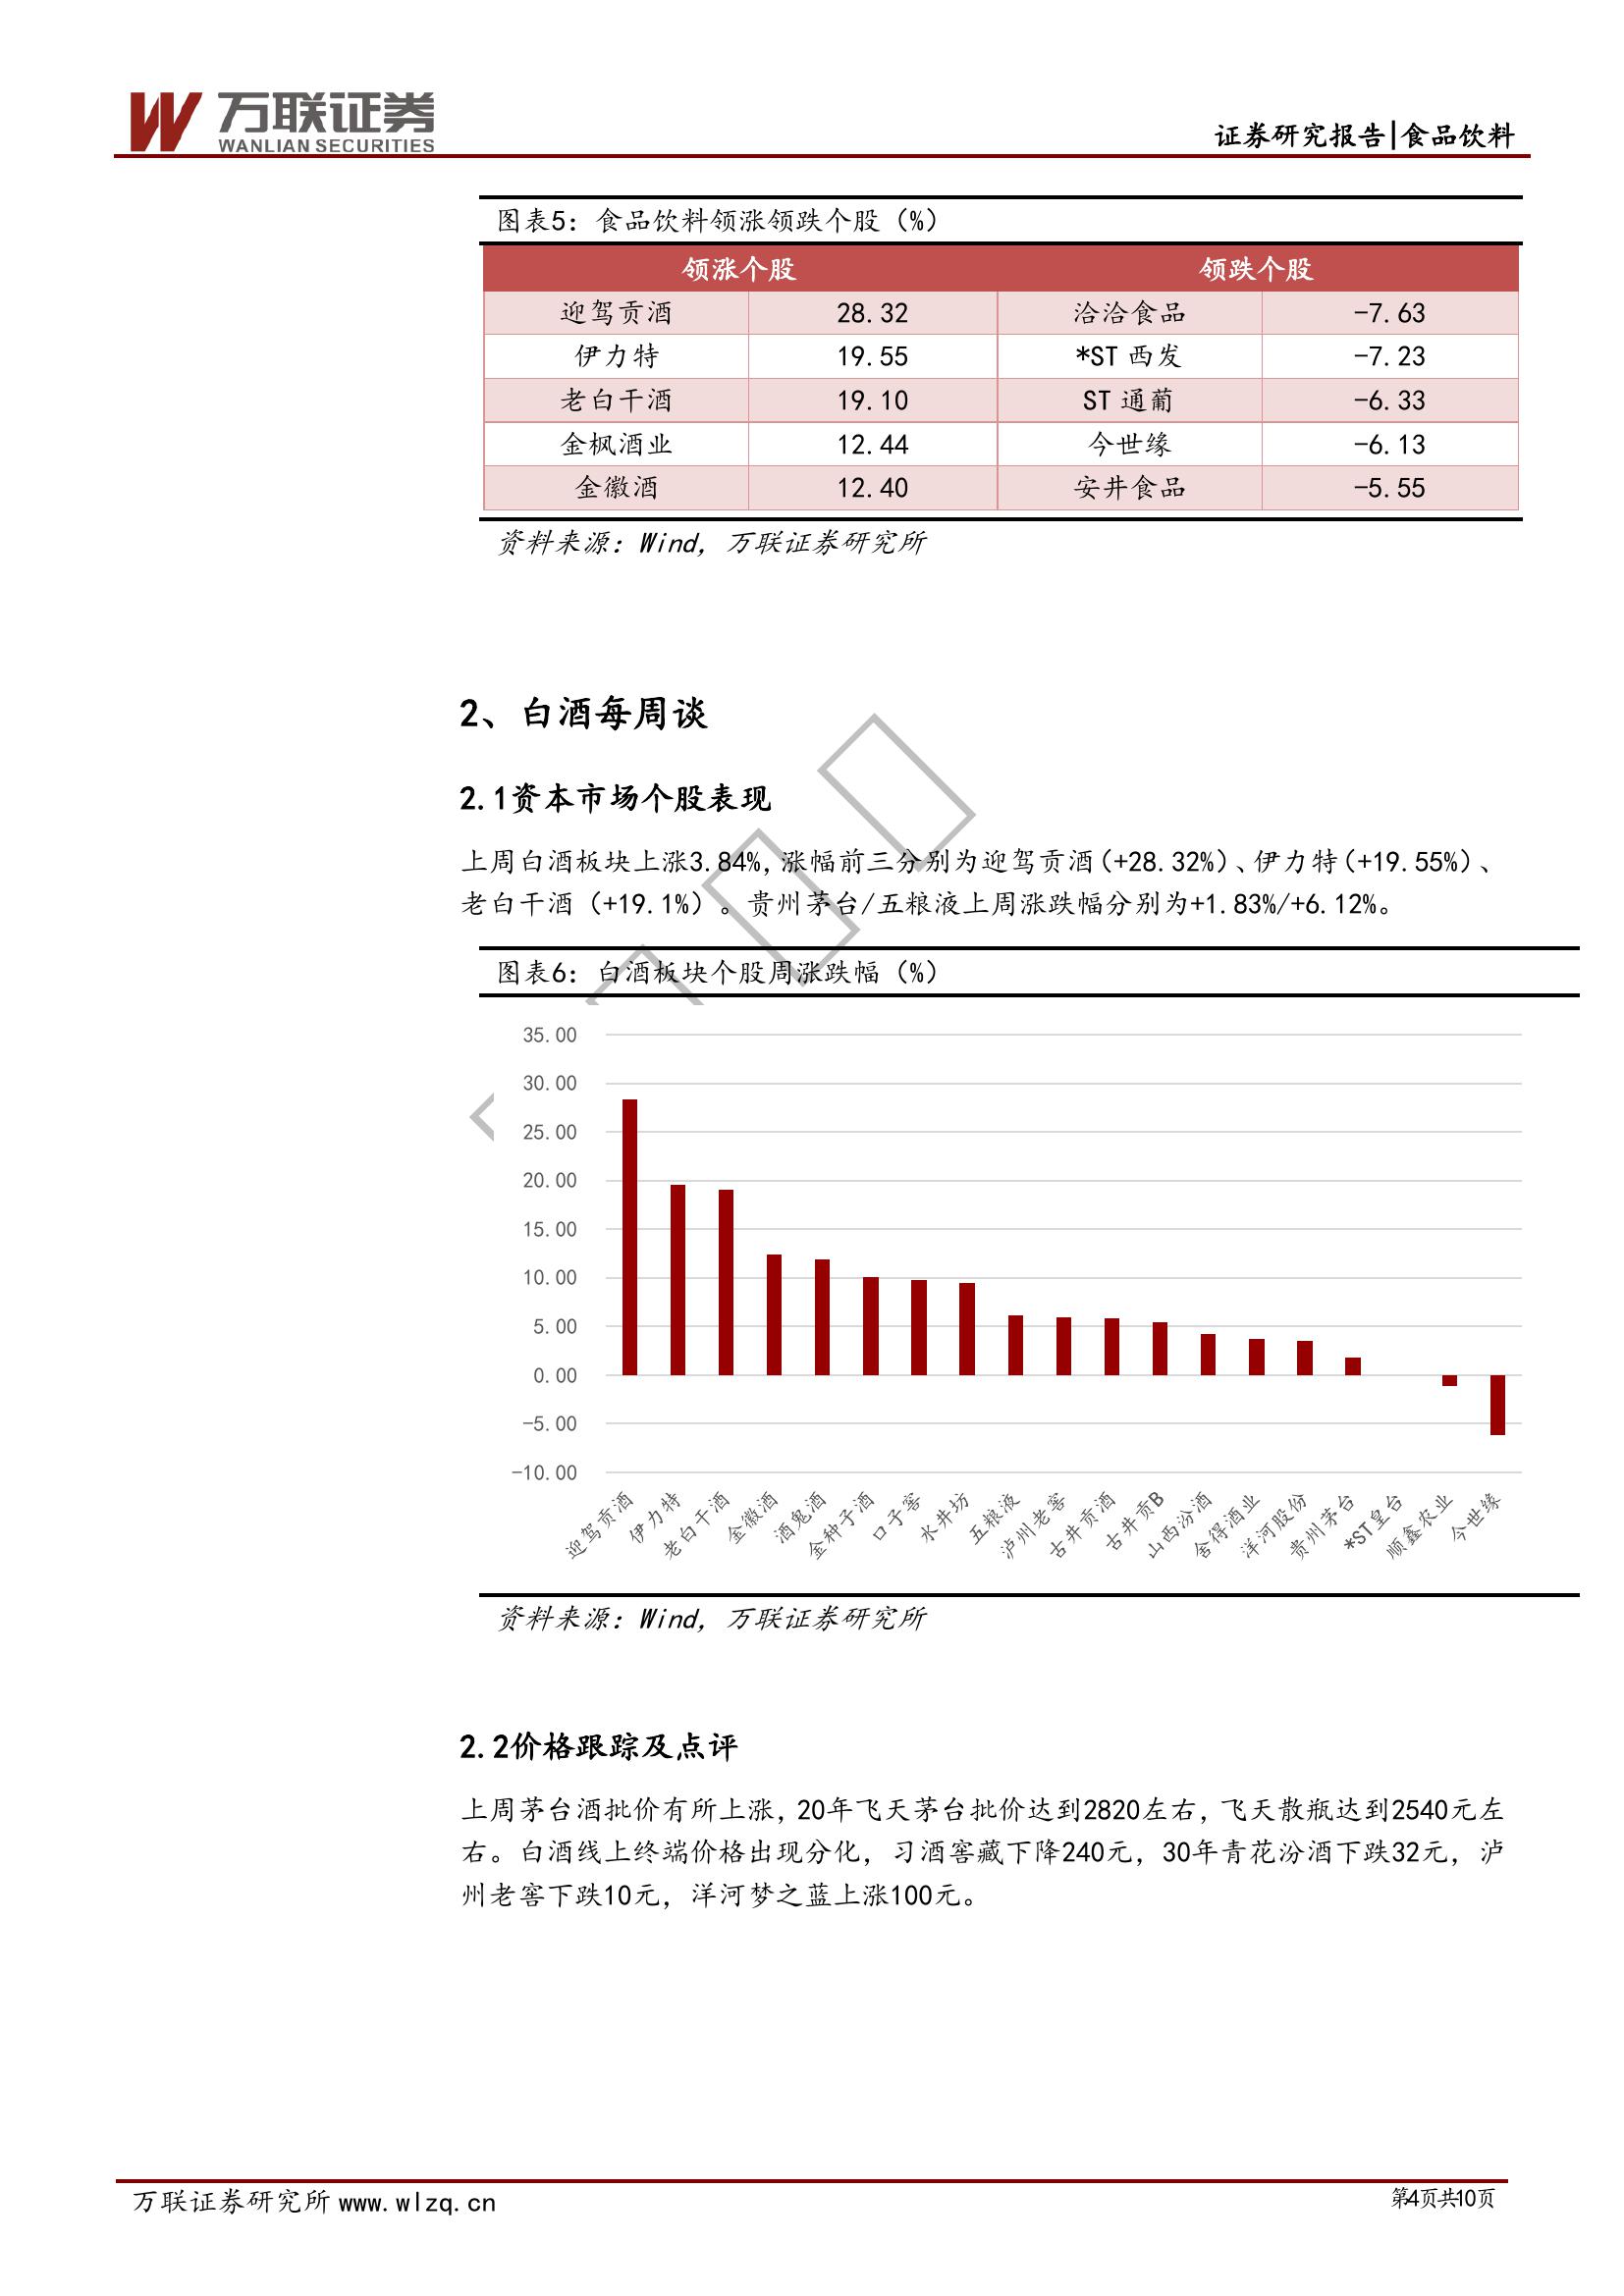 万联证券
WANLIAN SECURITIES
证券研究报告|食品饮料
图表5：食品饮料领涨领跌个股（%）
领涨个股 领跌个股
迎驾贡酒 28.32 洽洽食品 -7.63
伊力特 19.55 *ST 西发 -7.23
老白干酒 19.10 ST 通葡 -6.33
金枫酒业 12.44 今世缘 -6.13
金徽酒 12.40 安井食品 -5.55
资料来源：Wind，万联证券研究所
2、白酒每周谈
2.1资本市场个股表现
上周白酒板块上涨3.84%，涨幅前三分别为迎驾贡酒（+28.32%）、伊力特（+19.55%）、
老白干酒（+19.1%）。贵州茅台/五粮液上周涨跌幅分别为+1.83%/+6.12%。
图表6：白酒板块个股周涨跌幅（%）
35.00
30.00
25.00
20.00
15.00
10.00
5.00
0.00
-5.00
-10.00
迎驾贡酒 伊力特 老白干酒 金徽酒 酒鬼酒 金种子酒 口子窖 水井坊 五粮液 泸州老窖 古井贡酒 古井贡B 山西汾酒 舍得酒业 洋河股份 贵州茅台 *ST皇台 顺鑫农业 今世缘
资料来源：Wind，万联证券研究所
2.2价格跟踪及点评
上周茅台酒批价有所上涨，20年飞天茅台批价达到2820左右，飞天散瓶达到2540元左
右。白酒线上终端价格出现分化，习酒窖藏下降240元，30年青花汾酒下跌32元，泸
州老窖下跌10元，洋河梦之蓝上涨100元。
万联证券研究所 www.wlzq.cn 第4页共10页